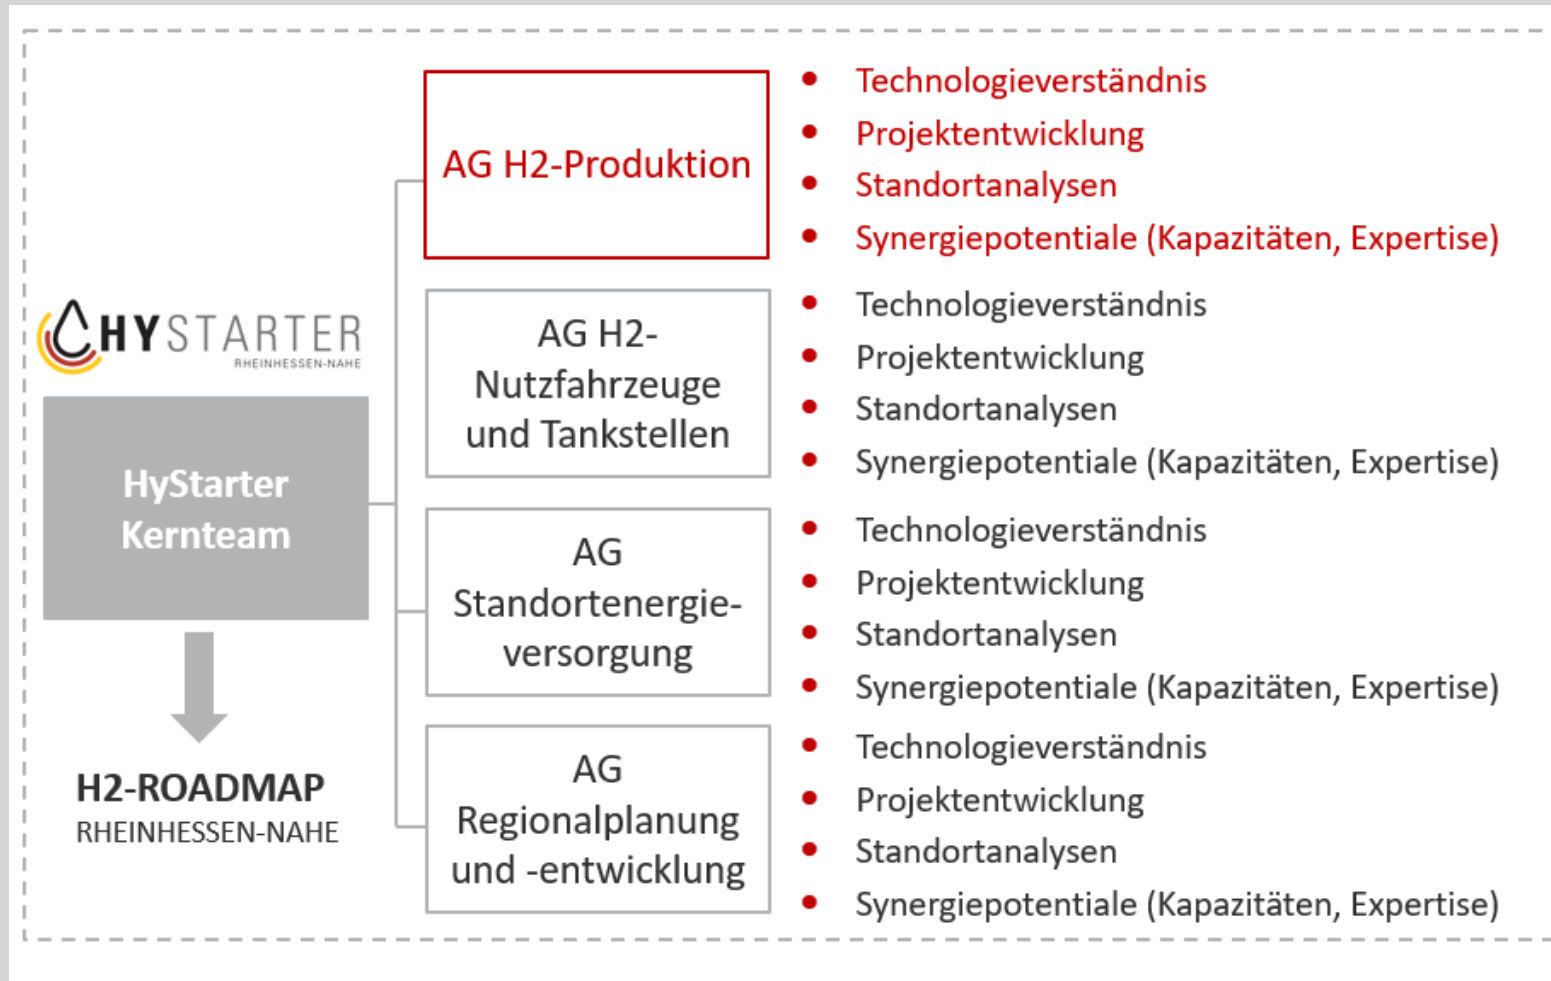 HYSTARTER
RHEINHESSEN-NAHE
HyStarter
Kernteam
H2-ROADMAP
RHEINHESSEN-NAHE
AG H2-Produktion
Technologieverständnis
Projektentwicklung
Standortanalysen
Synergiepotentiale (Kapazitäten, Expertise)
AG H2-
Nutzfahrzeuge
und Tankstellen
Technologieverständnis
Projektentwicklung
Standortanalysen
Synergiepotentiale (Kapazitäten, Expertise)
AG
Standortenergie-
versorgung
Technologieverständnis
Projektentwicklung
Standortanalysen
Synergiepotentiale (Kapazitäten, Expertise)
AG
Regionalplanung
und -entwicklung
Technologieverständnis
Projektentwicklung
Standortanalysen
Synergiepotentiale (Kapazitäten, Expertise)